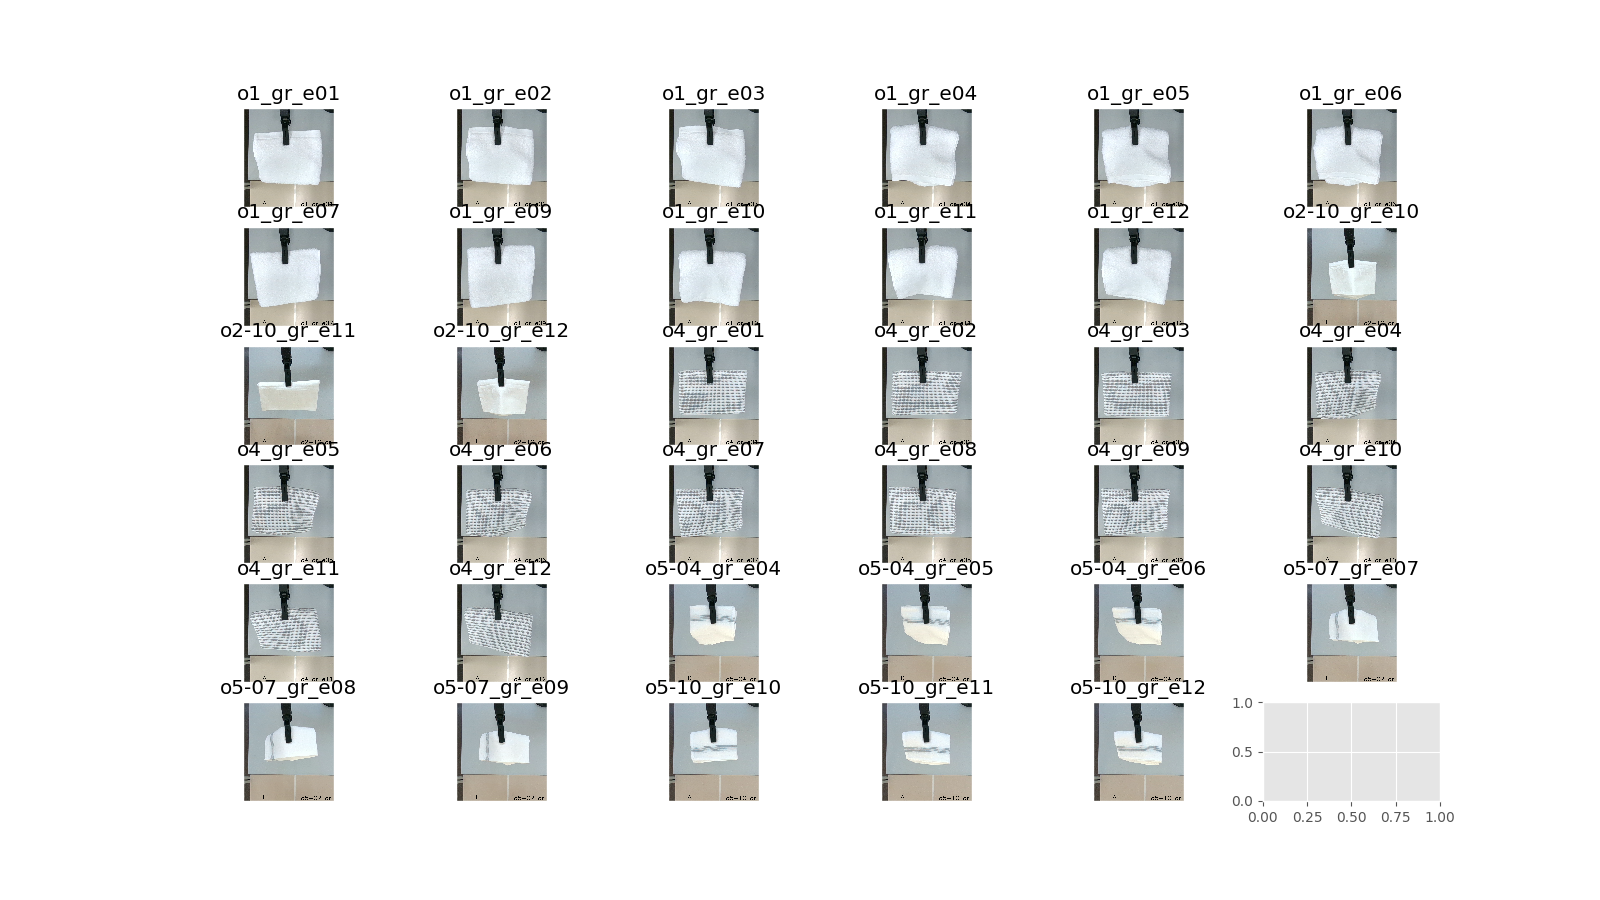 o1_gr_e01 o1_gr_e02 o1_gr_e03 o1_gr_e04 o1_gr_e05 o1_gr_e06
o1_gr_e07 o1_gr_e09 o1_gr_e10 o1_gr_e11 o1_gr_e12 o2-10_gr_e10
o2-10_gr_e11 o2-10_gr_e12 o4_gr_e01 o4_gr_e02 o4_gr_e03 o4_gr_e04
o4_gr_e05 o4_gr_e06 o4_gr_e07 o4_gr_e08 o4_gr_e09 o4_gr_e10
o4_gr_e11 o4_gr_e12 o5-04_gr_e04 o5-04_gr_e05 o5-04_gr_e06 o5-07_gr_e07
o5-07_gr_e08 o5-07_gr_e09 o5-10_gr_e10 o5-10_gr_e11 o5-10_gr_e12
1.0
0.5
0.0
0.00 0.25 0.50 0.75 1.00